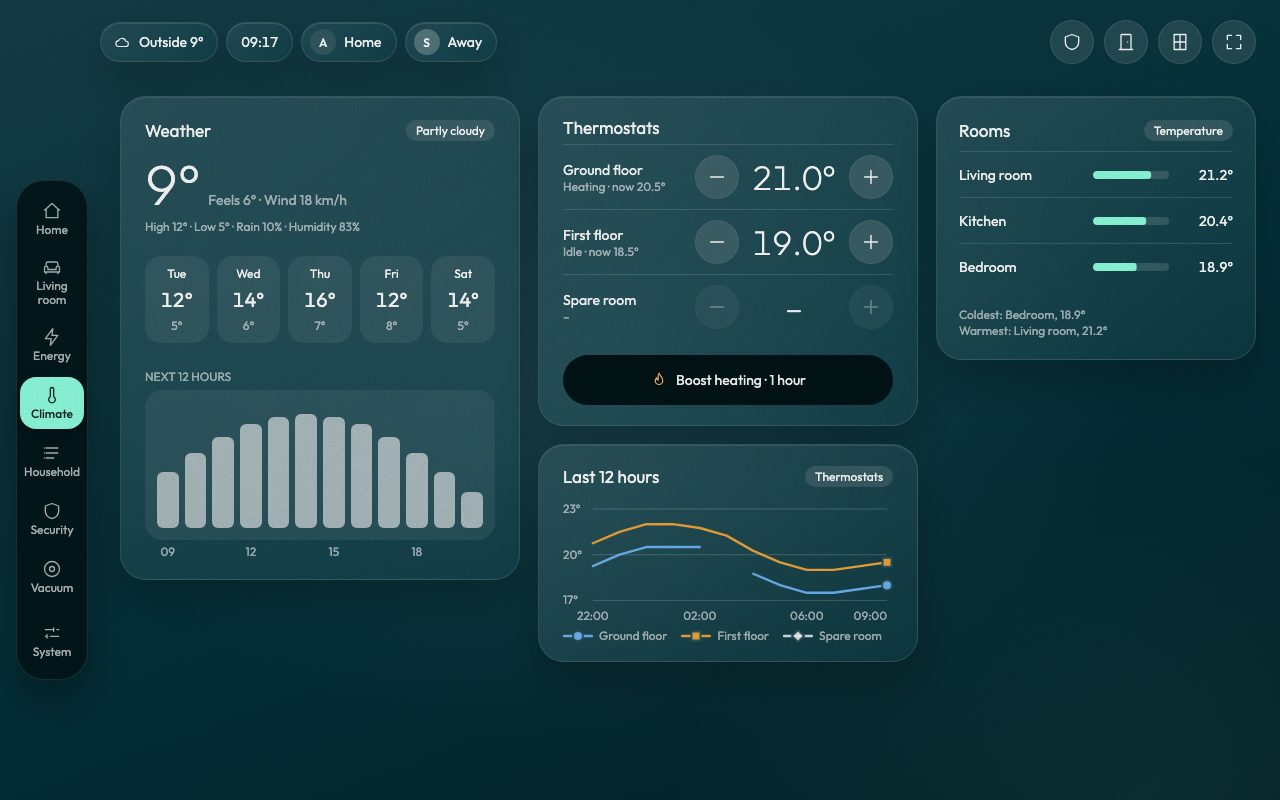 Outside 9°
09:17
A Home
S Away
Home
Living
room
Energy
Climate
Household
Security
Vacuum
System
Weather
Partly cloudy
9°
Feels 6° · Wind 18 km/h
High 12° · Low 5° · Rain 10% · Humidity 83%
Tue Wed Thu Fri Sat
12° 14° 16° 12° 14°
5° 6° 7° 8° 5°
NEXT 12 HOURS
09 12 15 18
Thermostats
Ground floor
Heating · now 20.5°
− 21.0° +
First floor
Idle · now 18.5°
− 19.0° +
Spare room
–
− – +
Boost heating · 1 hour
Last 12 hours
Thermostats
23°
20°
17°
22:00 02:00 06:00 09:00
Ground floor First floor Spare room
Rooms
Temperature
Living room 21.2°
Kitchen 20.4°
Bedroom 18.9°
Coldest: Bedroom, 18.9°
Warmest: Living room, 21.2°